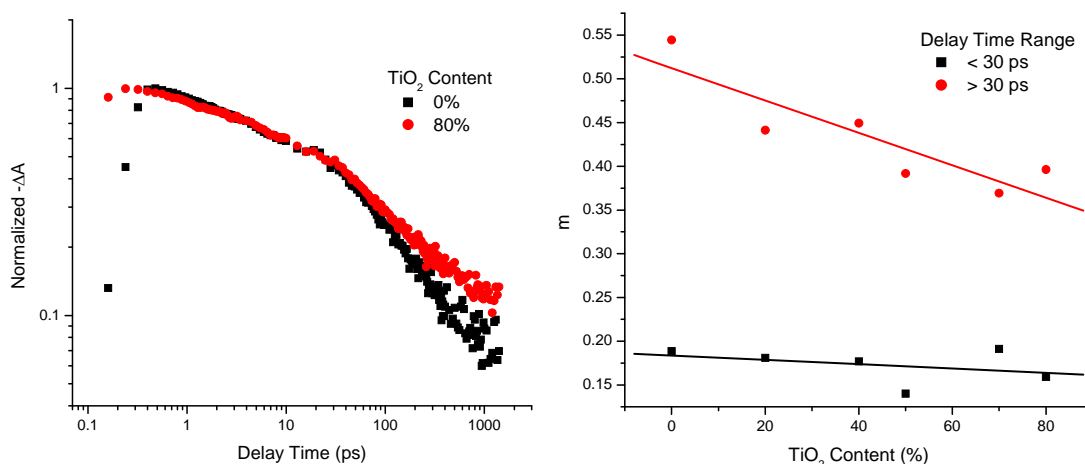 TiO2 Content
0%
80%
1
0.1
Normalized -ΔA
0.1 1 10 100 1000
Delay Time (ps)
Delay Time Range
< 30 ps
> 30 ps
0.55
0.50
0.45
0.40
0.35
0.30
0.25
0.20
0.15
m
0 20 40 60 80
TiO2 Content (%)